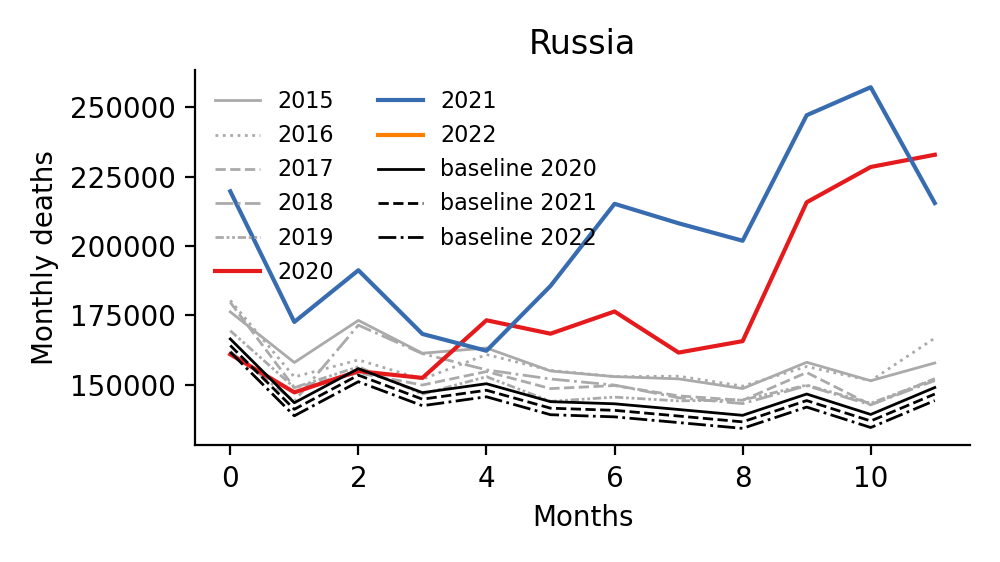 Russia
Monthly deaths
250000
225000
200000
175000
150000
2015
2016
2017
2018
2019
2020
2021
2022
baseline 2020
baseline 2021
baseline 2022
0 2 4 6 8 10
Months